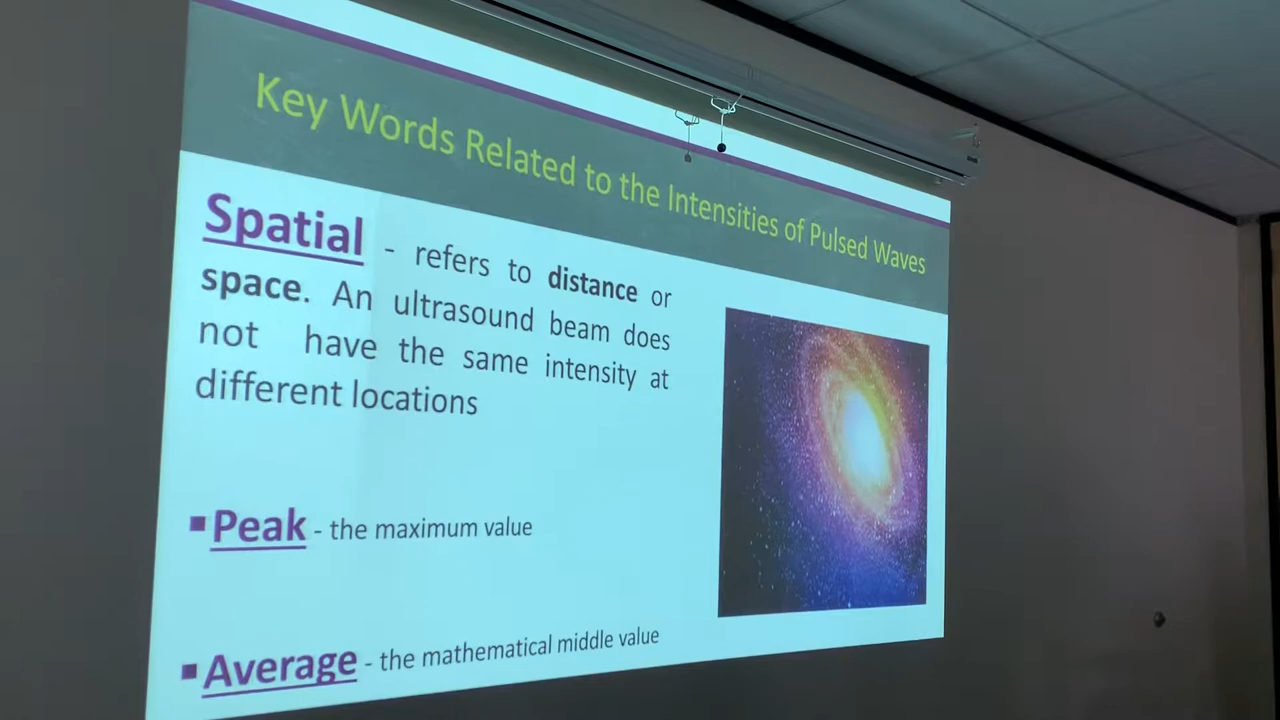 Key Words Related to the Intensities of Pulsed Waves
Spatial - refers to distance or
space. An ultrasound beam does
not have the same intensity at
different locations
▪Peak - the maximum value
▪Average - the mathematical middle value